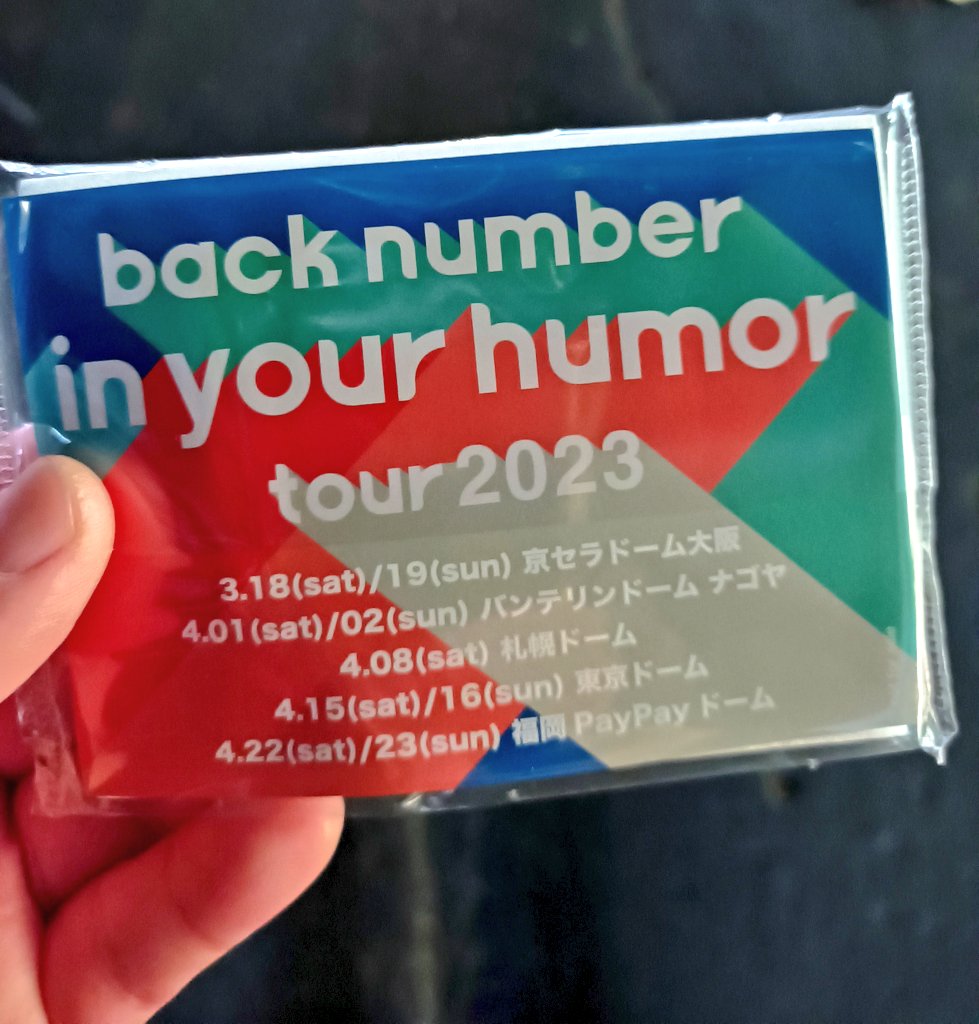 back number
in your humor
tour 2023
3.18(sat)/19(sun) 京セラドーム大阪
4.01(sat)/02(sun) バンテリンドーム ナゴヤ
4.08(sat) 札幌ドーム
4.15(sat)/16(sun) 東京ドーム
4.22(sat)/23(sun) 福岡 PayPay ドーム